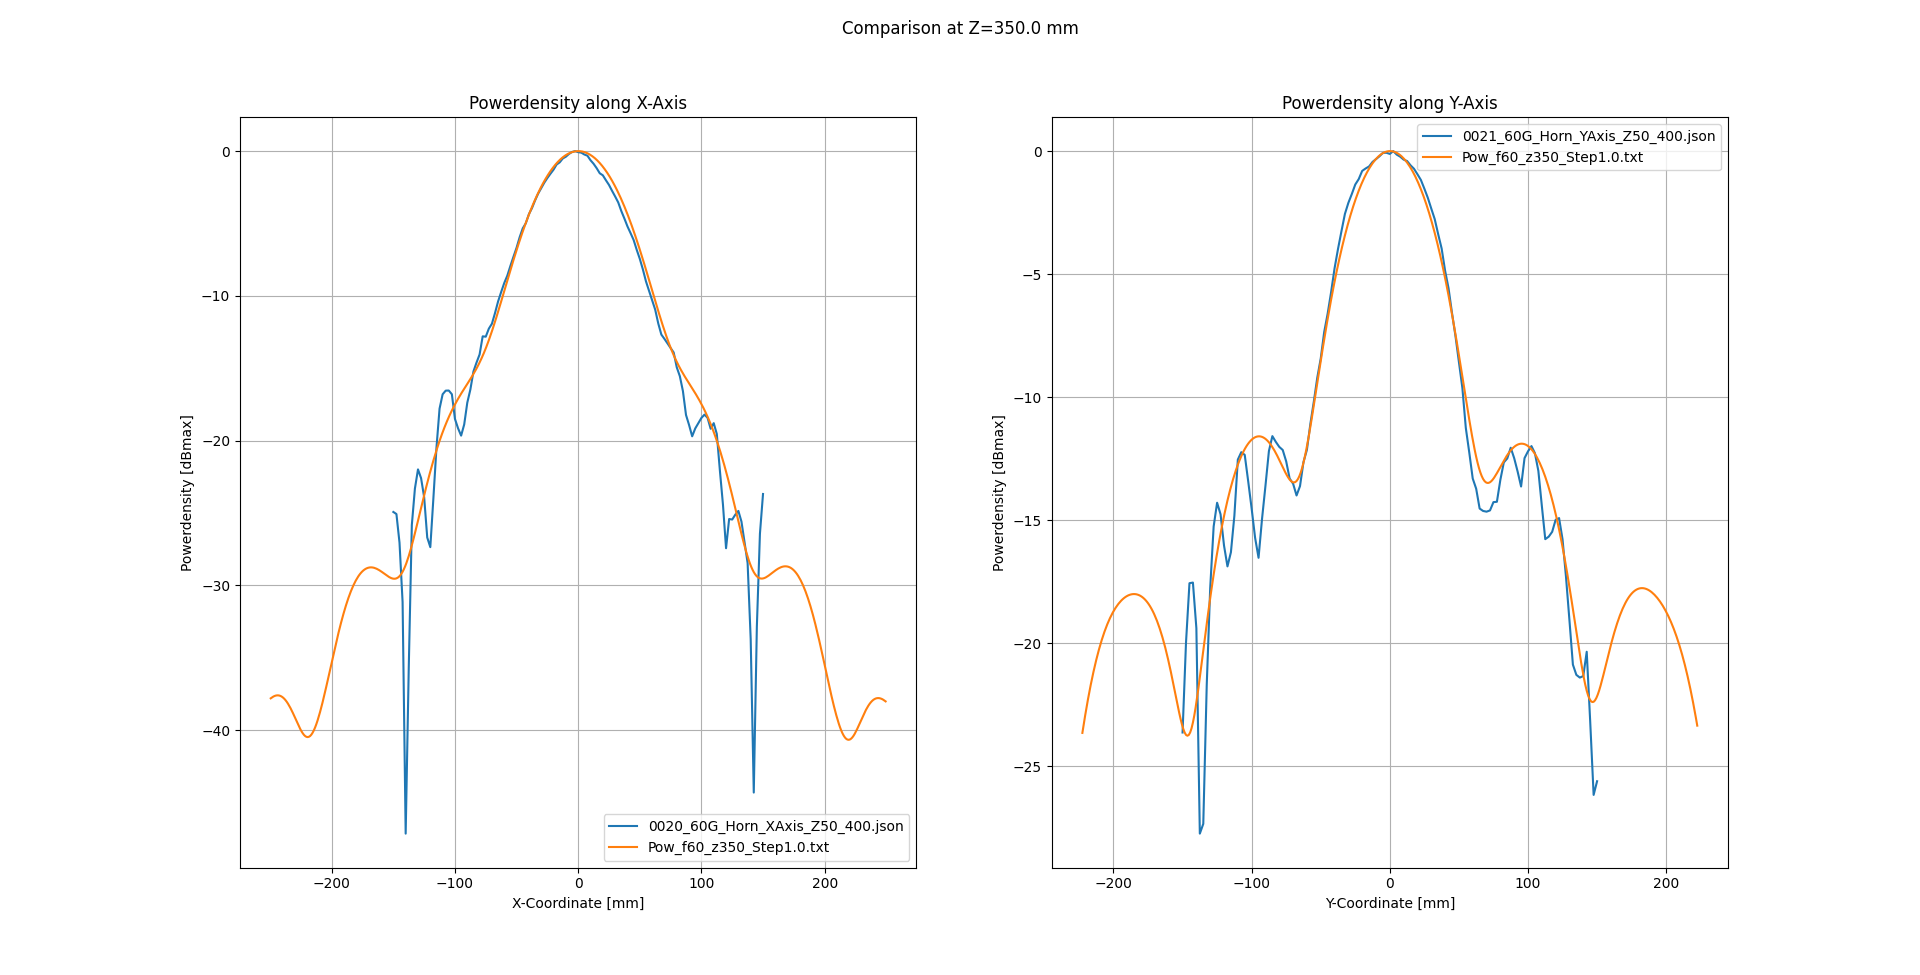 Comparison at Z=350.0 mm
Powerdensity along X-Axis
Powerdensity [dBmax]
0
−10
−20
−30
−40
−200
−100
0
100
200
X-Coordinate [mm]
0020_60G_Horn_XAxis_Z50_400.json
Pow_f60_z350_Step1.0.txt
Powerdensity along Y-Axis
Powerdensity [dBmax]
0
−5
−10
−15
−20
−25
−200
−100
0
100
200
Y-Coordinate [mm]
0021_60G_Horn_YAxis_Z50_400.json
Pow_f60_z350_Step1.0.txt